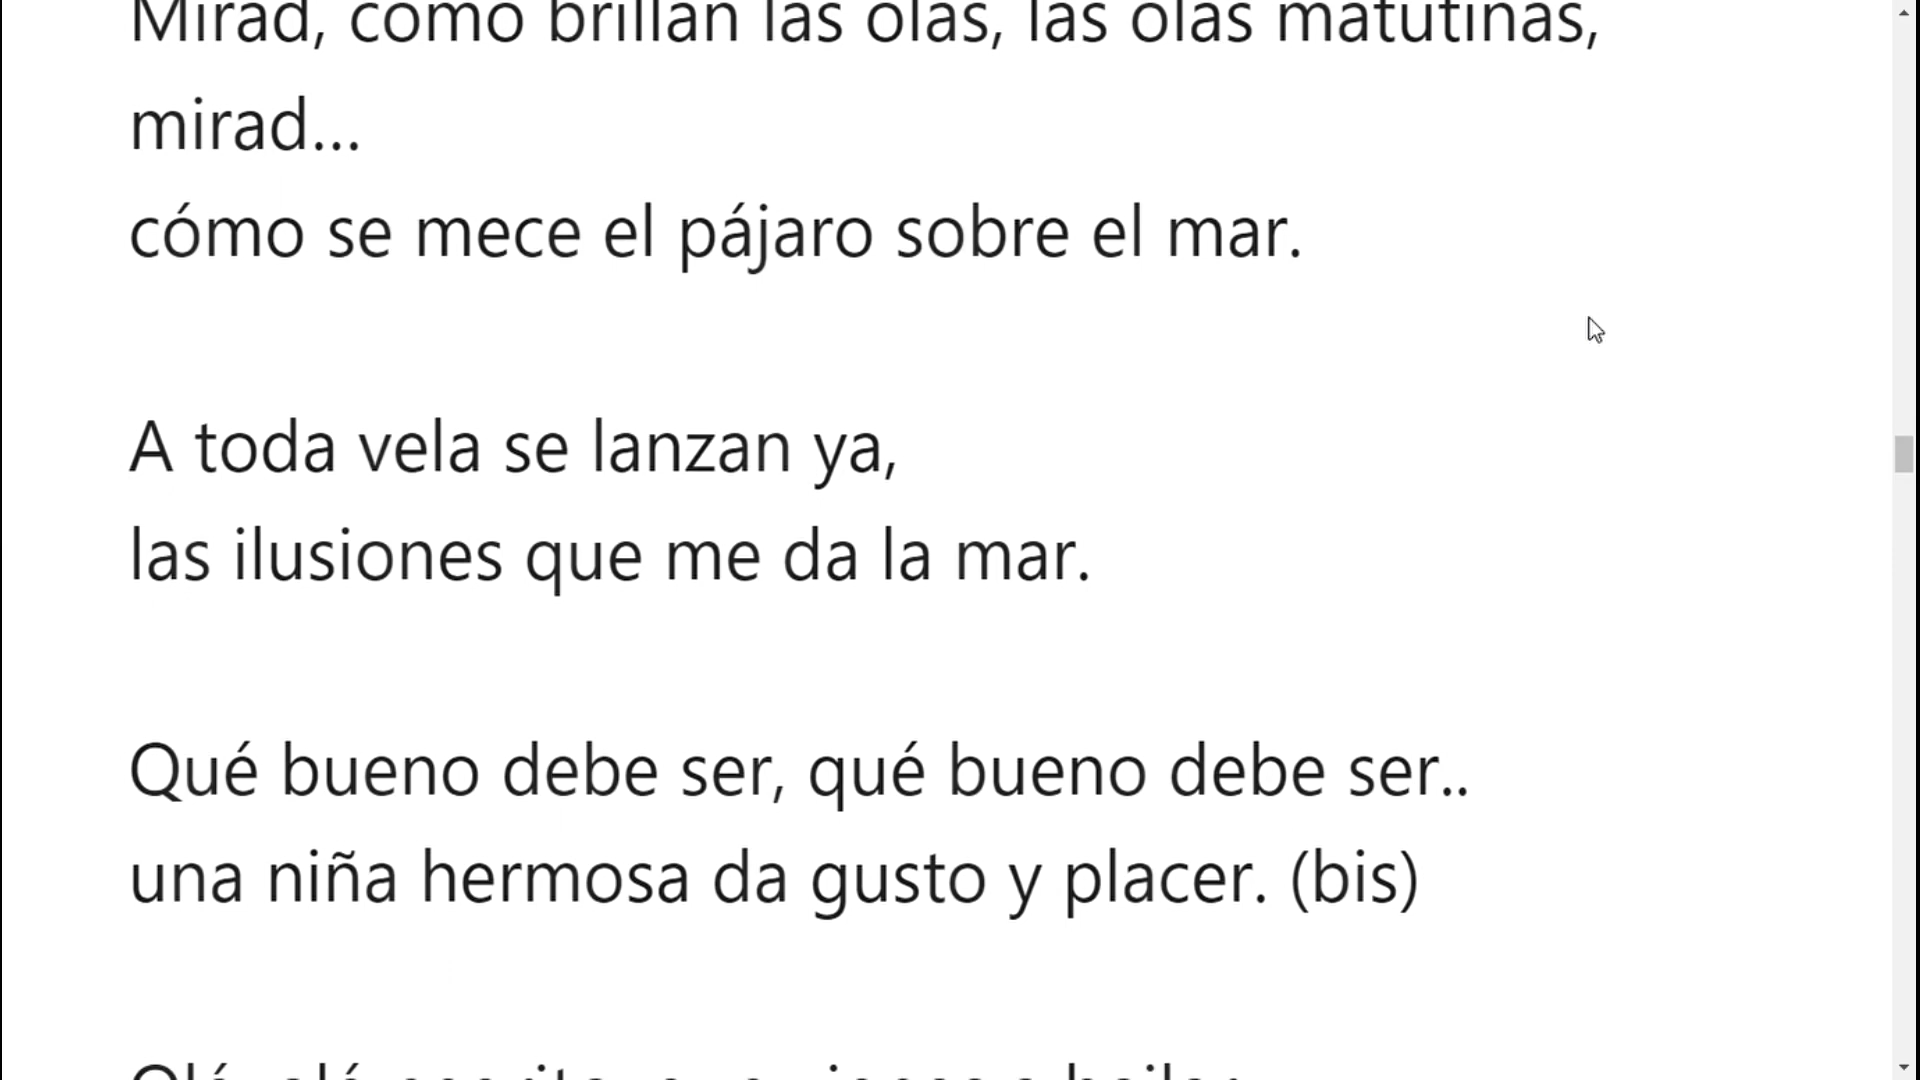 Mirad, cómo brillan las olas, las olas matutinas,
mirad...
cómo se mece el pájaro sobre el mar.
A toda vela se lanzan ya,
las ilusiones que me da la mar.
Qué bueno debe ser, qué bueno debe ser..
una niña hermosa da gusto y placer. (bis)